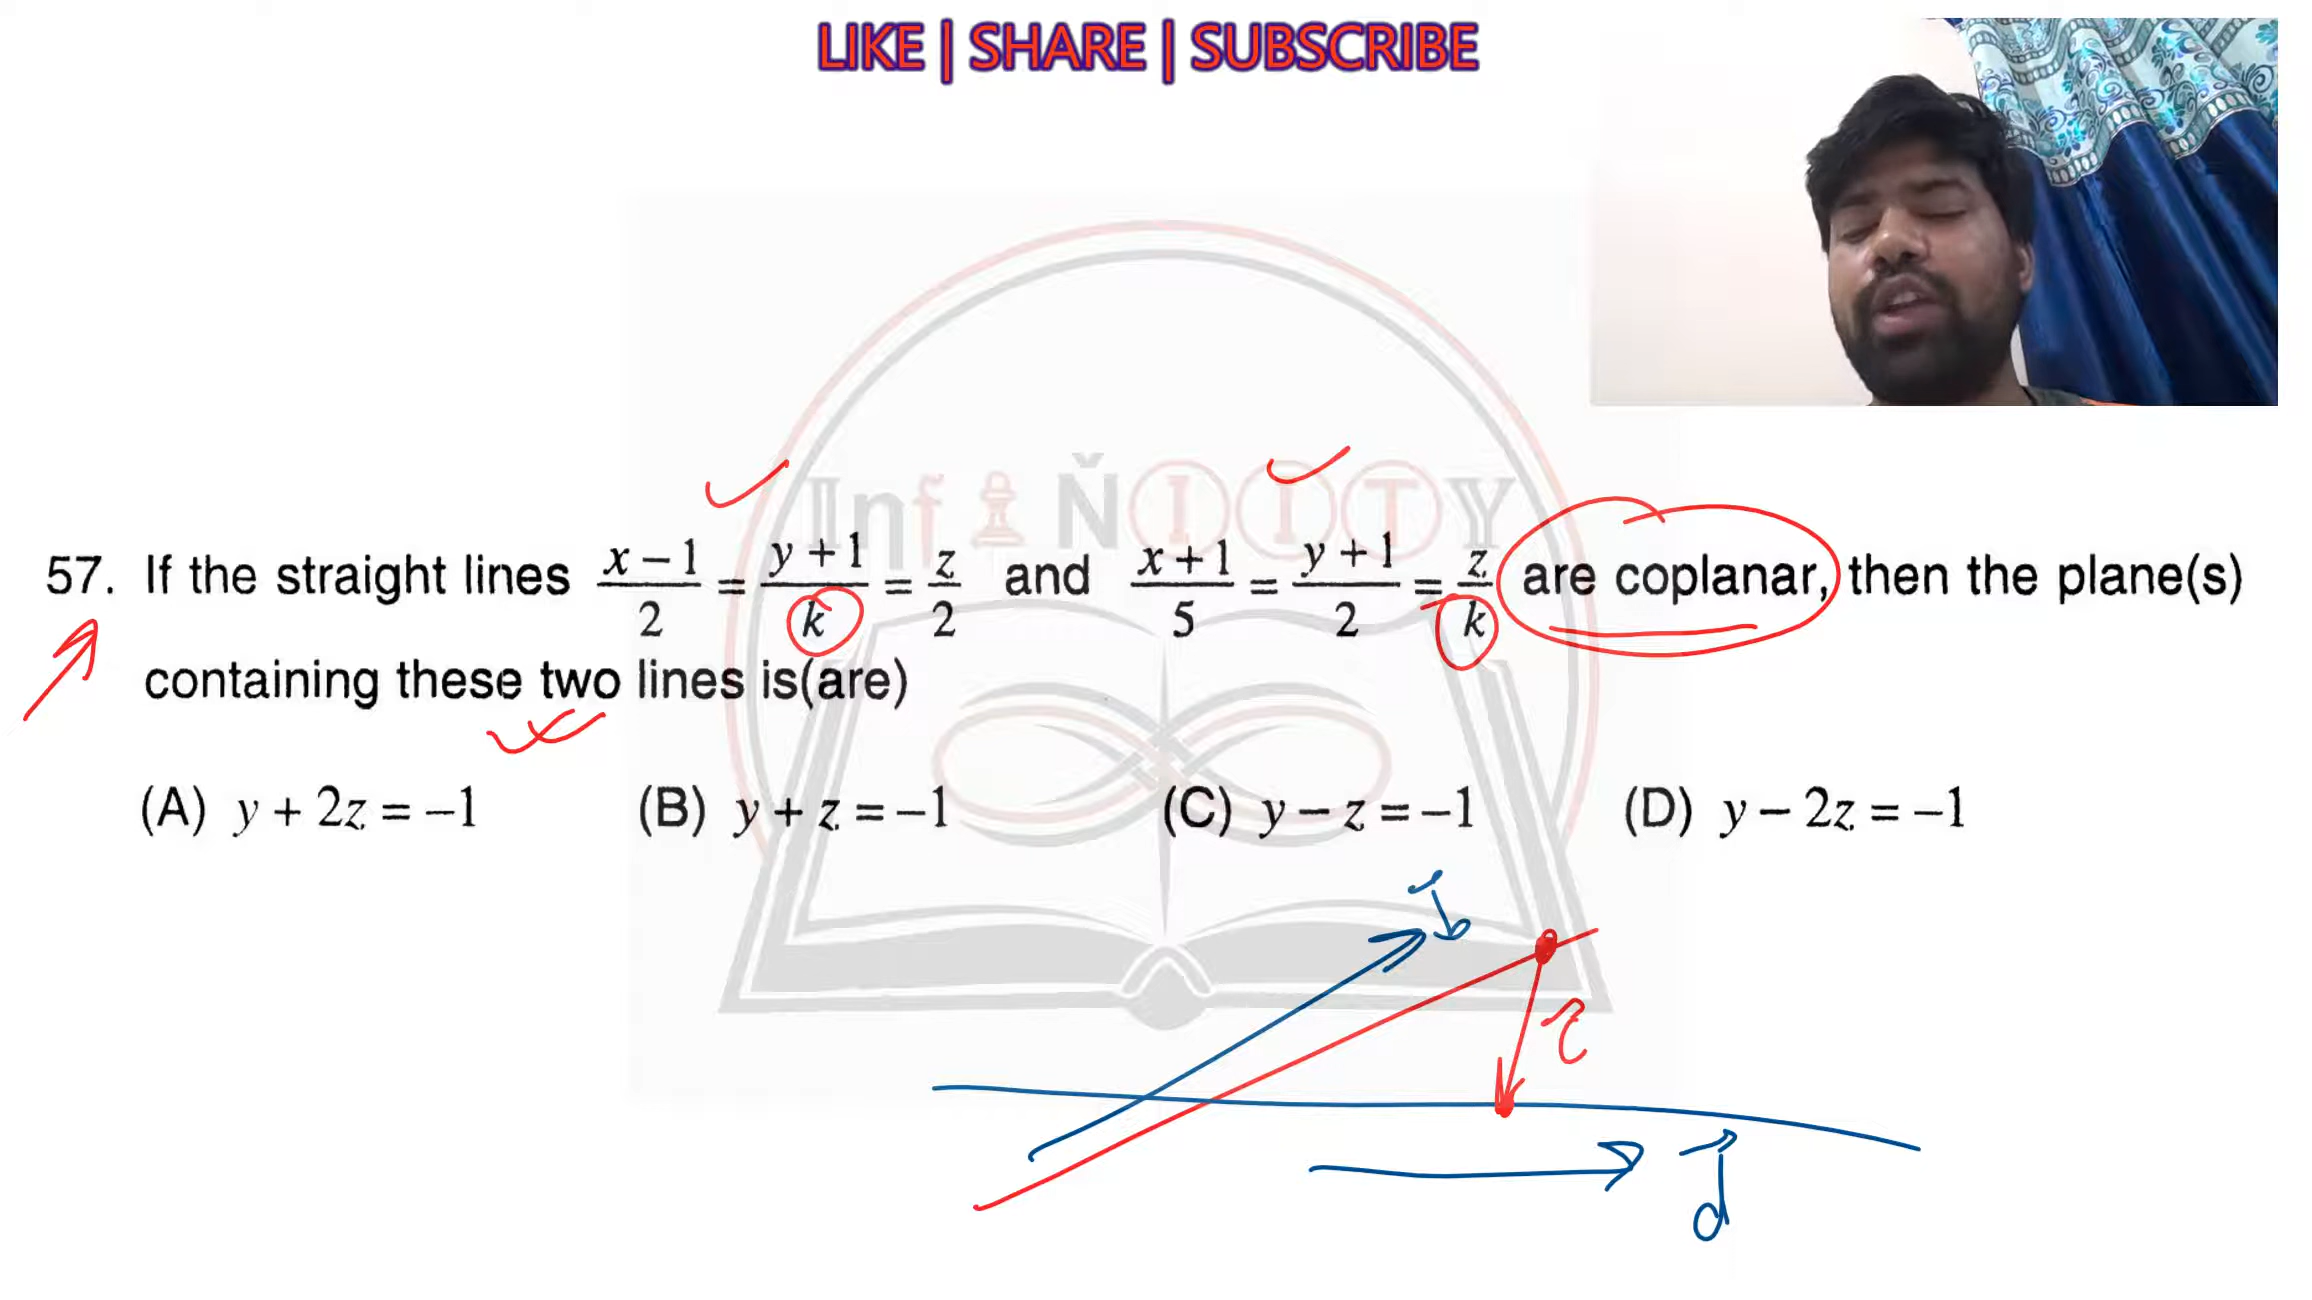 LIKE | SHARE | SUBSCRIBE
Inf Ň I I T Y
57. If the straight lines (x − 1)/2 = (y + 1)/k = z/2 and (x + 1)/5 = (y + 1)/2 = z/k are coplanar, then the plane(s)
containing these two lines is(are)
(A) y + 2z = −1 (B) y + z = −1 (C) y − z = −1 (D) y − 2z = −1
b
d